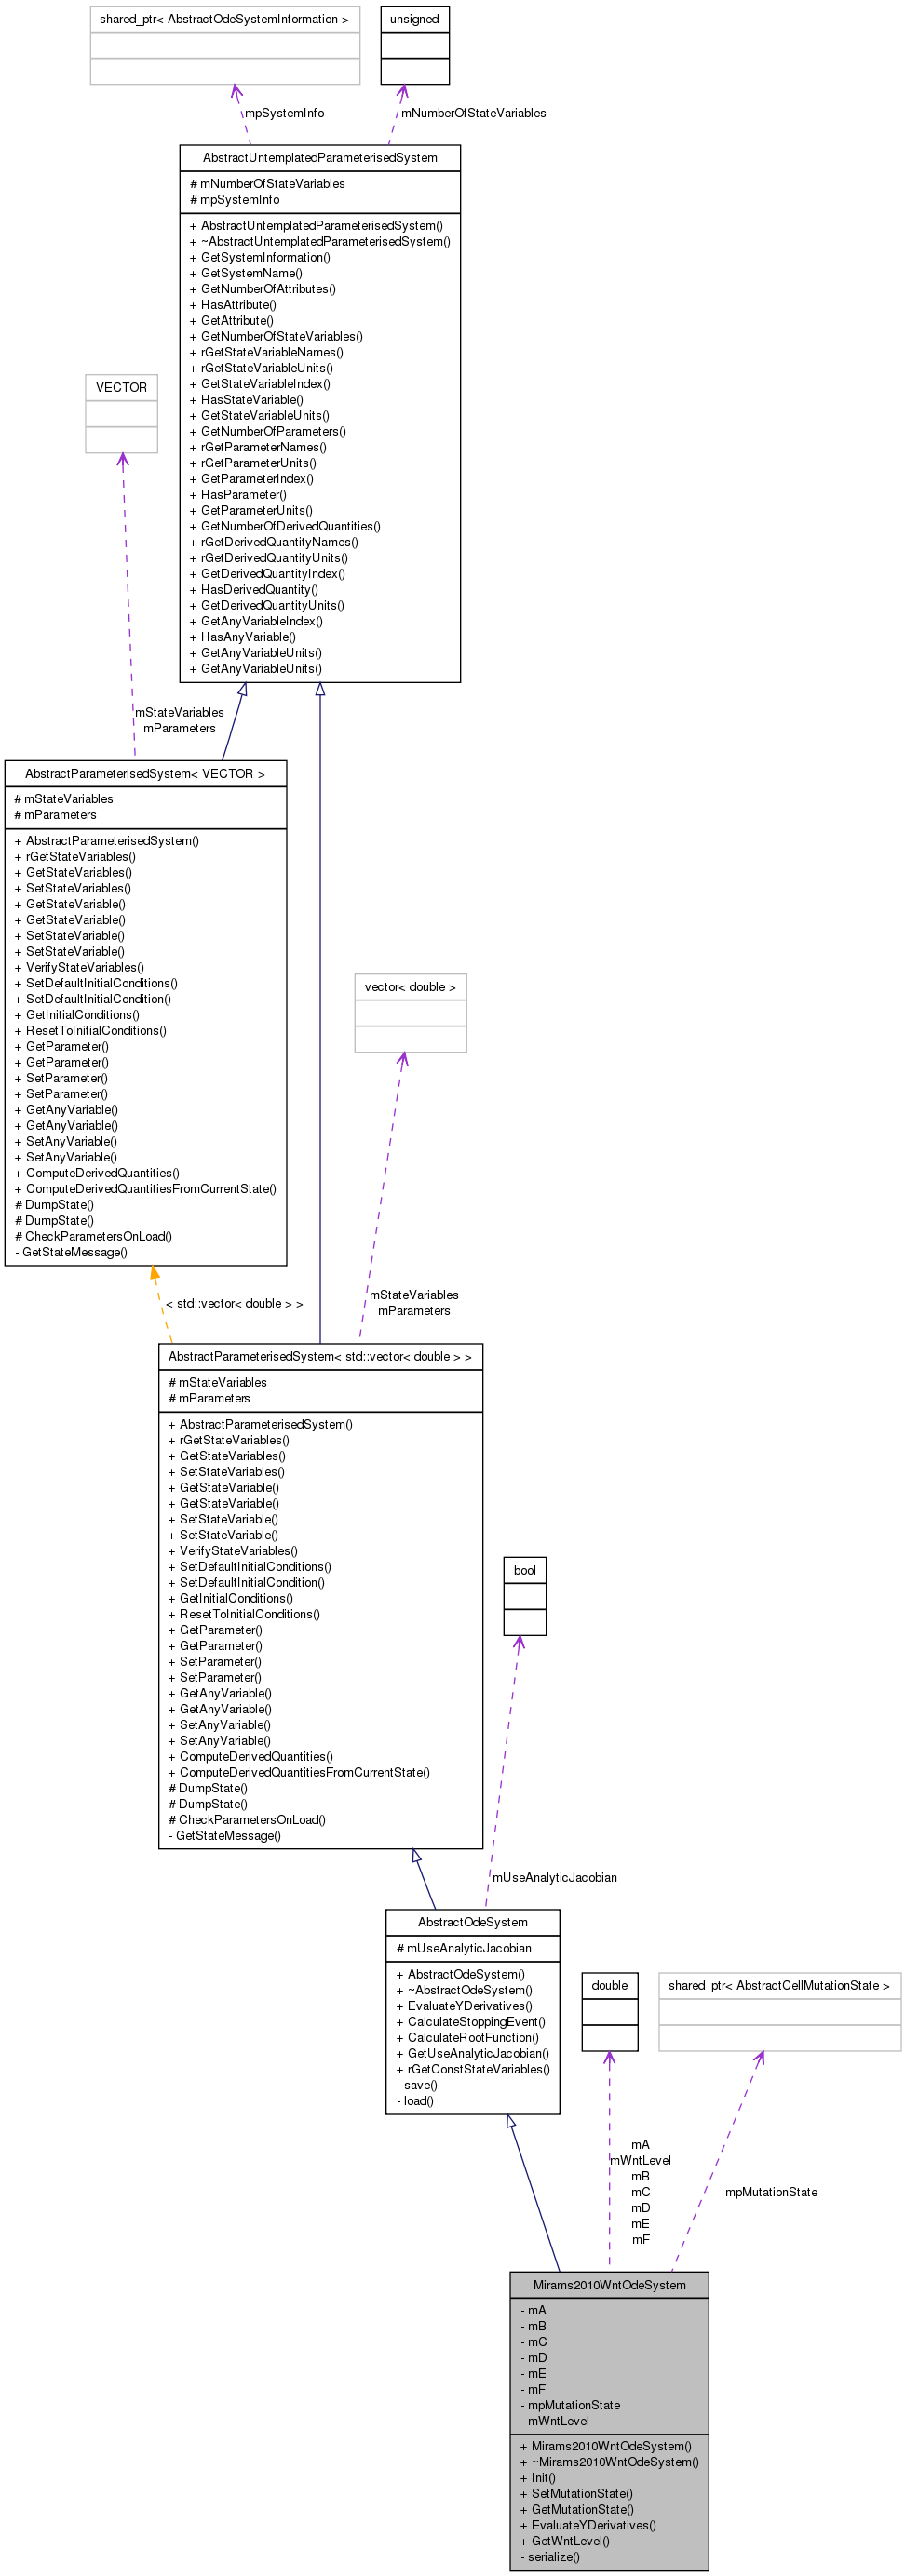 shared_ptr< AbstractOdeSystemInformation >
unsigned
mpSystemInfo
mNumberOfStateVariables
AbstractUntemplatedParameterisedSystem
# mNumberOfStateVariables
# mpSystemInfo
+ AbstractUntemplatedParameterisedSystem()
+ ~AbstractUntemplatedParameterisedSystem()
+ GetSystemInformation()
+ GetSystemName()
+ GetNumberOfAttributes()
+ HasAttribute()
+ GetAttribute()
+ GetNumberOfStateVariables()
+ rGetStateVariableNames()
+ rGetStateVariableUnits()
+ GetStateVariableIndex()
+ HasStateVariable()
+ GetStateVariableUnits()
+ GetNumberOfParameters()
+ rGetParameterNames()
+ rGetParameterUnits()
+ GetParameterIndex()
+ HasParameter()
+ GetParameterUnits()
+ GetNumberOfDerivedQuantities()
+ rGetDerivedQuantityNames()
+ rGetDerivedQuantityUnits()
+ GetDerivedQuantityIndex()
+ HasDerivedQuantity()
+ GetDerivedQuantityUnits()
+ GetAnyVariableIndex()
+ HasAnyVariable()
+ GetAnyVariableUnits()
+ GetAnyVariableUnits()
VECTOR
mStateVariables
mParameters
AbstractParameterisedSystem< VECTOR >
# mStateVariables
# mParameters
+ AbstractParameterisedSystem()
+ rGetStateVariables()
+ GetStateVariables()
+ SetStateVariables()
+ GetStateVariable()
+ GetStateVariable()
+ SetStateVariable()
+ SetStateVariable()
+ VerifyStateVariables()
+ SetDefaultInitialConditions()
+ SetDefaultInitialCondition()
+ GetInitialConditions()
+ ResetToInitialConditions()
+ GetParameter()
+ GetParameter()
+ SetParameter()
+ SetParameter()
+ GetAnyVariable()
+ GetAnyVariable()
+ SetAnyVariable()
+ SetAnyVariable()
+ ComputeDerivedQuantities()
+ ComputeDerivedQuantitiesFromCurrentState()
# DumpState()
# DumpState()
# CheckParametersOnLoad()
- GetStateMessage()
vector< double >
< std::vector< double > >
mStateVariables
mParameters
AbstractParameterisedSystem< std::vector< double > >
# mStateVariables
# mParameters
+ AbstractParameterisedSystem()
+ rGetStateVariables()
+ GetStateVariables()
+ SetStateVariables()
+ GetStateVariable()
+ GetStateVariable()
+ SetStateVariable()
+ SetStateVariable()
+ VerifyStateVariables()
+ SetDefaultInitialConditions()
+ SetDefaultInitialCondition()
+ GetInitialConditions()
+ ResetToInitialConditions()
+ GetParameter()
+ GetParameter()
+ SetParameter()
+ SetParameter()
+ GetAnyVariable()
+ GetAnyVariable()
+ SetAnyVariable()
+ SetAnyVariable()
+ ComputeDerivedQuantities()
+ ComputeDerivedQuantitiesFromCurrentState()
# DumpState()
# DumpState()
# CheckParametersOnLoad()
- GetStateMessage()
bool
mUseAnalyticJacobian
AbstractOdeSystem
# mUseAnalyticJacobian
+ AbstractOdeSystem()
+ ~AbstractOdeSystem()
+ EvaluateYDerivatives()
+ CalculateStoppingEvent()
+ CalculateRootFunction()
+ GetUseAnalyticJacobian()
+ rGetConstStateVariables()
- save()
- load()
double
shared_ptr< AbstractCellMutationState >
mA
mWntLevel
mB
mC
mD
mE
mF
mpMutationState
Mirams2010WntOdeSystem
- mA
- mB
- mC
- mD
- mE
- mF
- mpMutationState
- mWntLevel
+ Mirams2010WntOdeSystem()
+ ~Mirams2010WntOdeSystem()
+ Init()
+ SetMutationState()
+ GetMutationState()
+ EvaluateYDerivatives()
+ GetWntLevel()
- serialize()